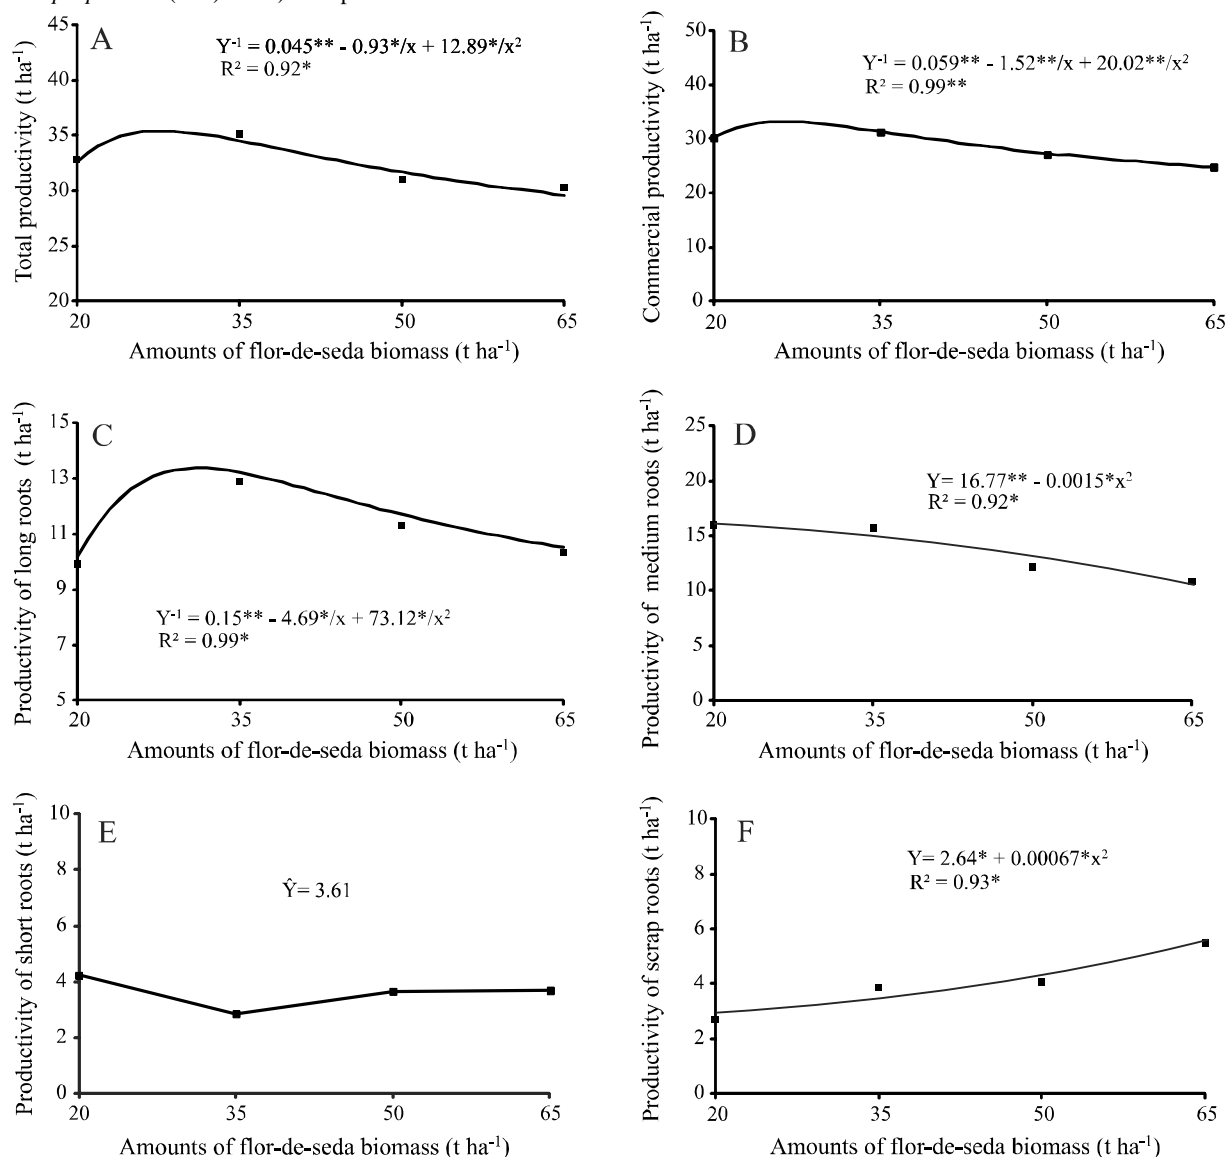 A
Y⁻¹ = 0.045** - 0.93*/x + 12.89*/x²
R² = 0.92*
Total productivity (t ha⁻¹)
45
40
35
30
25
20
20 35 50 65
Amounts of flor-de-seda biomass (t ha⁻¹)
B
Y⁻¹ = 0.059** - 1.52**/x + 20.02**/x²
R² = 0.99**
Commercial productivity (t ha⁻¹)
50
40
30
20
10
0
20 35 50 65
Amounts of flor-de-seda biomass (t ha⁻¹)
C
Productivity of long roots (t ha⁻¹)
15
13
11
9
7
5
Y⁻¹ = 0.15** - 4.69*/x + 73.12*/x²
R² = 0.99*
20 35 50 65
Amounts of flor-de-seda biomass (t ha⁻¹)
D
Y= 16.77** - 0.0015*x²
R² = 0.92*
Productivity of medium roots (t ha⁻¹)
25
20
15
10
5
0
20 35 50 65
Amounts of flor-de-seda biomass (t ha⁻¹)
E
Ŷ= 3.61
Productivity of short roots (t ha⁻¹)
10
8
6
4
2
0
20 35 50 65
Amounts of flor-de-seda biomass (t ha⁻¹)
F
Y= 2.64* + 0.00067*x²
R² = 0.93*
Productivity of scrap roots (t ha⁻¹)
10
8
6
4
2
0
20 35 50 65
Amounts of flor-de-seda biomass (t ha⁻¹)